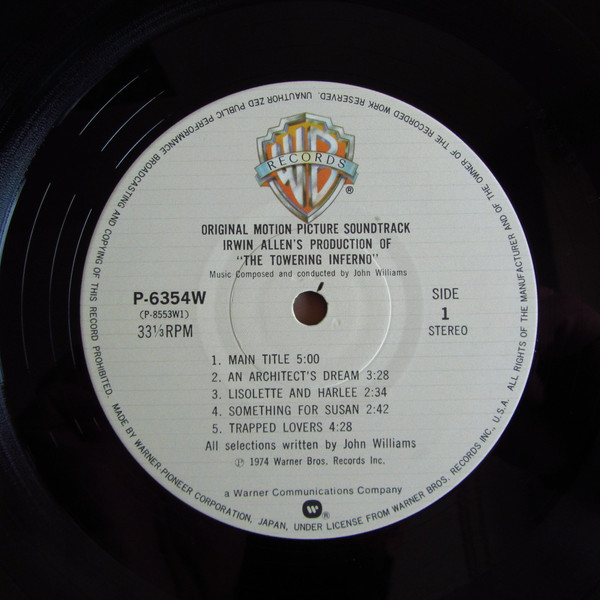 WB
RECORDS
®
ORIGINAL MOTION PICTURE SOUNDTRACK
IRWIN ALLEN'S PRODUCTION OF
"THE TOWERING INFERNO"
Music Composed and conducted by John Williams
P-6354W
(P-8553W1)
33⅓RPM
SIDE
1
STEREO
1. MAIN TITLE 5:00
2. AN ARCHITECT'S DREAM 3:28
3. LISOLETTE AND HARLEE 2:34
4. SOMETHING FOR SUSAN 2:42
5. TRAPPED LOVERS 4:28
All selections written by John Williams
℗ 1974 Warner Bros. Records Inc.
a Warner Communications Company
W®
MADE BY WARNER-PIONEER CORPORATION, JAPAN, UNDER LICENSE FROM WARNER BROS. RECORDS INC., U.S.A. ALL RIGHTS OF THE MANUFACTURER AND OF THE OWNER OF THE RECORDED WORK RESERVED. UNAUTHORIZED PUBLIC PERFORMANCE BROADCASTING AND COPYING OF THIS RECORD PROHIBITED.